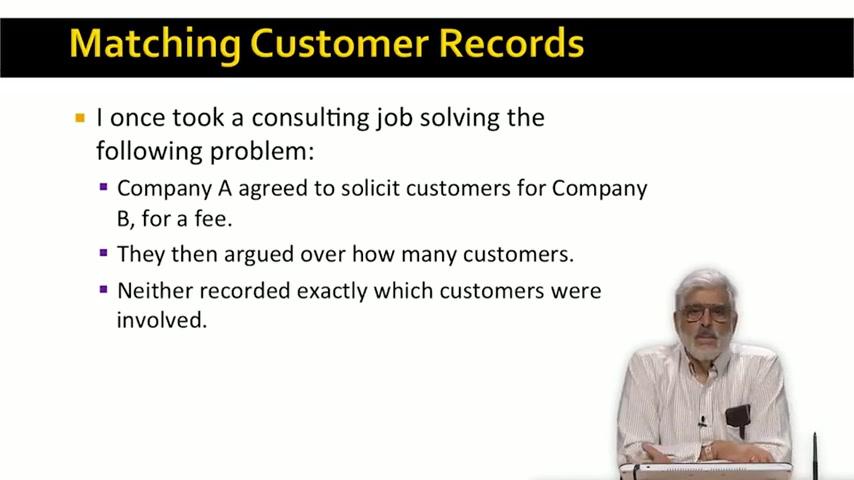 Matching Customer Records
I once took a consulting job solving the
following problem:
Company A agreed to solicit customers for Company
B, for a fee.
They then argued over how many customers.
Neither recorded exactly which customers were
involved.